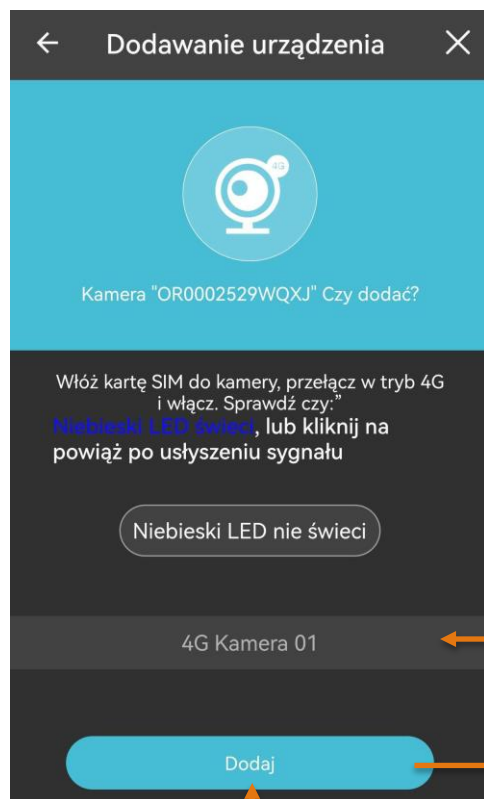 Dodawanie urządzenia
4G
Kamera "OR0002529WQXJ" Czy dodać?
Włóż kartę SIM do kamery, przełącz w tryb 4G
i włącz. Sprawdź czy:”
Niebieski LED świeci, lub kliknij na
powiąż po usłyszeniu sygnału
Niebieski LED nie świeci
4G Kamera 01
Dodaj